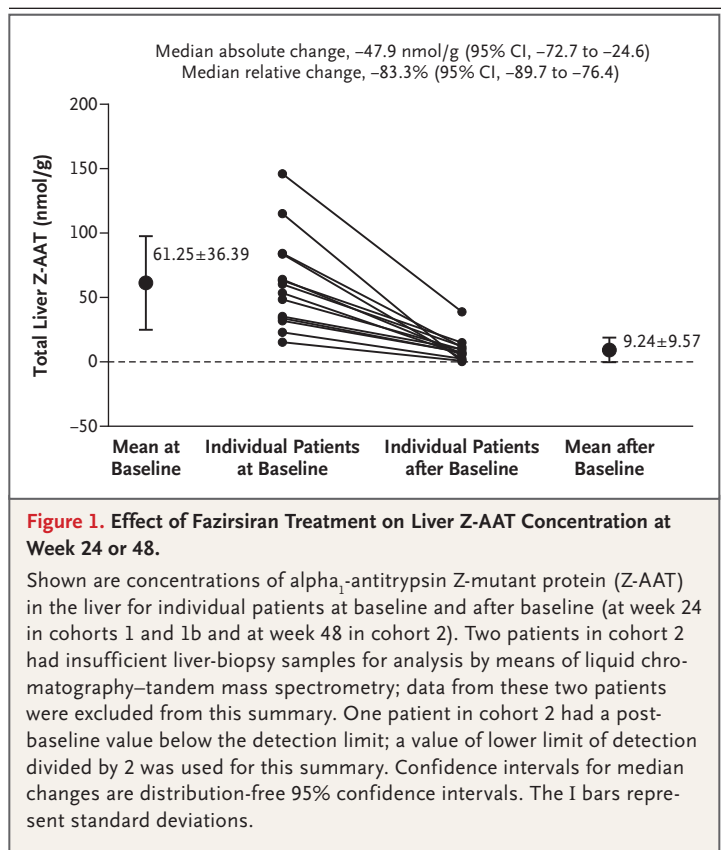 Median absolute change, –47.9 nmol/g (95% CI, –72.7 to –24.6)
Median relative change, –83.3% (95% CI, –89.7 to –76.4)
Total Liver Z-AAT (nmol/g)
200
150
100
50
0
–50
61.25±36.39
9.24±9.57
Mean at
Baseline
Individual Patients
at Baseline
Individual Patients
after Baseline
Mean after
Baseline
Figure 1. Effect of Fazirsiran Treatment on Liver Z-AAT Concentration at
Week 24 or 48.
Shown are concentrations of alpha₁-antitrypsin Z-mutant protein (Z-AAT)
in the liver for individual patients at baseline and after baseline (at week 24
in cohorts 1 and 1b and at week 48 in cohort 2). Two patients in cohort 2
had insufficient liver-biopsy samples for analysis by means of liquid chro-
matography–tandem mass spectrometry; data from these two patients
were excluded from this summary. One patient in cohort 2 had a post-
baseline value below the detection limit; a value of lower limit of detection
divided by 2 was used for this summary. Confidence intervals for median
changes are distribution-free 95% confidence intervals. The I bars repre-
sent standard deviations.